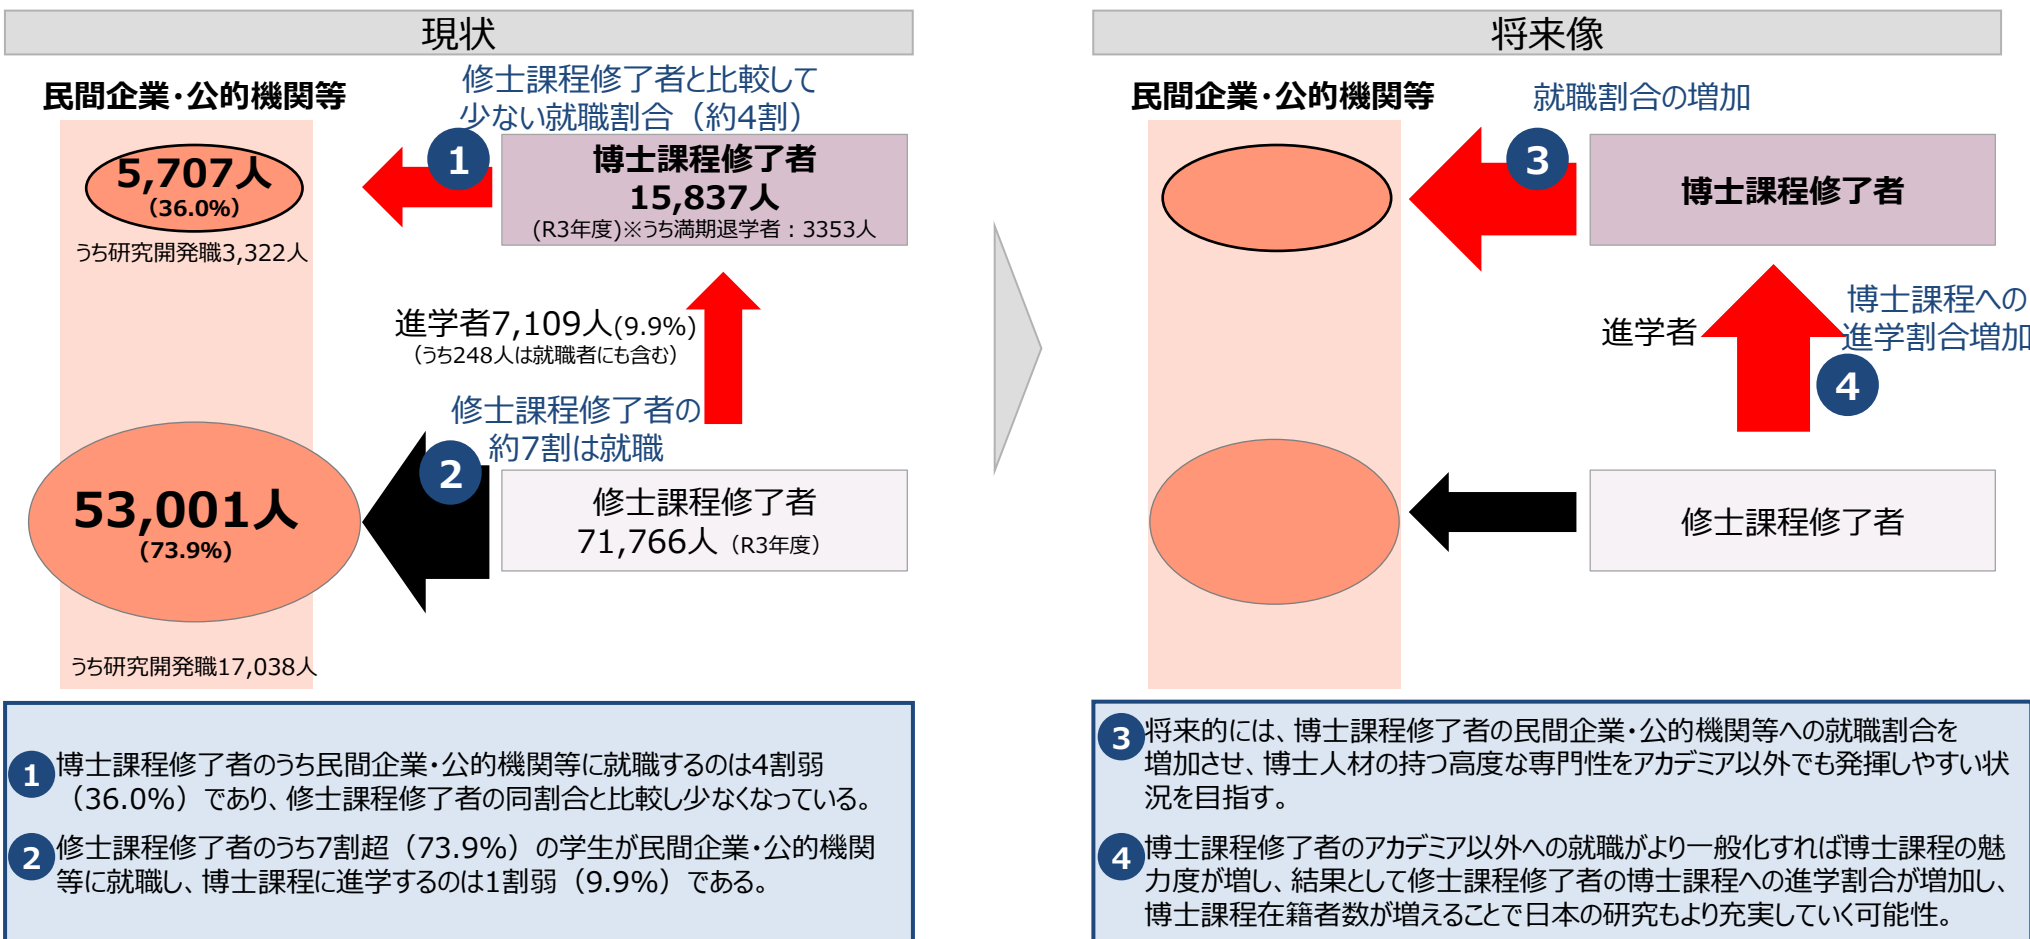 現状
民間企業・公的機関等
修士課程修了者と比較して
少ない就職割合（約4割）
5,707人
（36.0%）
うち研究開発職3,322人
1
博士課程修了者
15,837人
(R3年度)※うち満期退学者：3353人
進学者7,109人(9.9%)
（うち248人は就職者にも含む）
修士課程修了者の
約7割は就職
2
53,001人
(73.9%)
修士課程修了者
71,766人（R3年度）
うち研究開発職17,038人
1 博士課程修了者のうち民間企業・公的機関等に就職するのは4割弱
（36.0%）であり、修士課程修了者の同割合と比較し少なくなっている。
2 修士課程修了者のうち7割超（73.9%）の学生が民間企業・公的機関
等に就職し、博士課程に進学するのは1割弱（9.9%）である。
将来像
民間企業・公的機関等
就職割合の増加
3
博士課程修了者
進学者
博士課程への
進学割合増加
4
修士課程修了者
3 将来的には、博士課程修了者の民間企業・公的機関等への就職割合を
増加させ、博士人材の持つ高度な専門性をアカデミア以外でも発揮しやすい状
況を目指す。
4 博士課程修了者のアカデミア以外への就職がより一般化すれば博士課程の魅
力度が増し、結果として修士課程修了者の博士課程への進学割合が増加し、
博士課程在籍者数が増えることで日本の研究もより充実していく可能性。